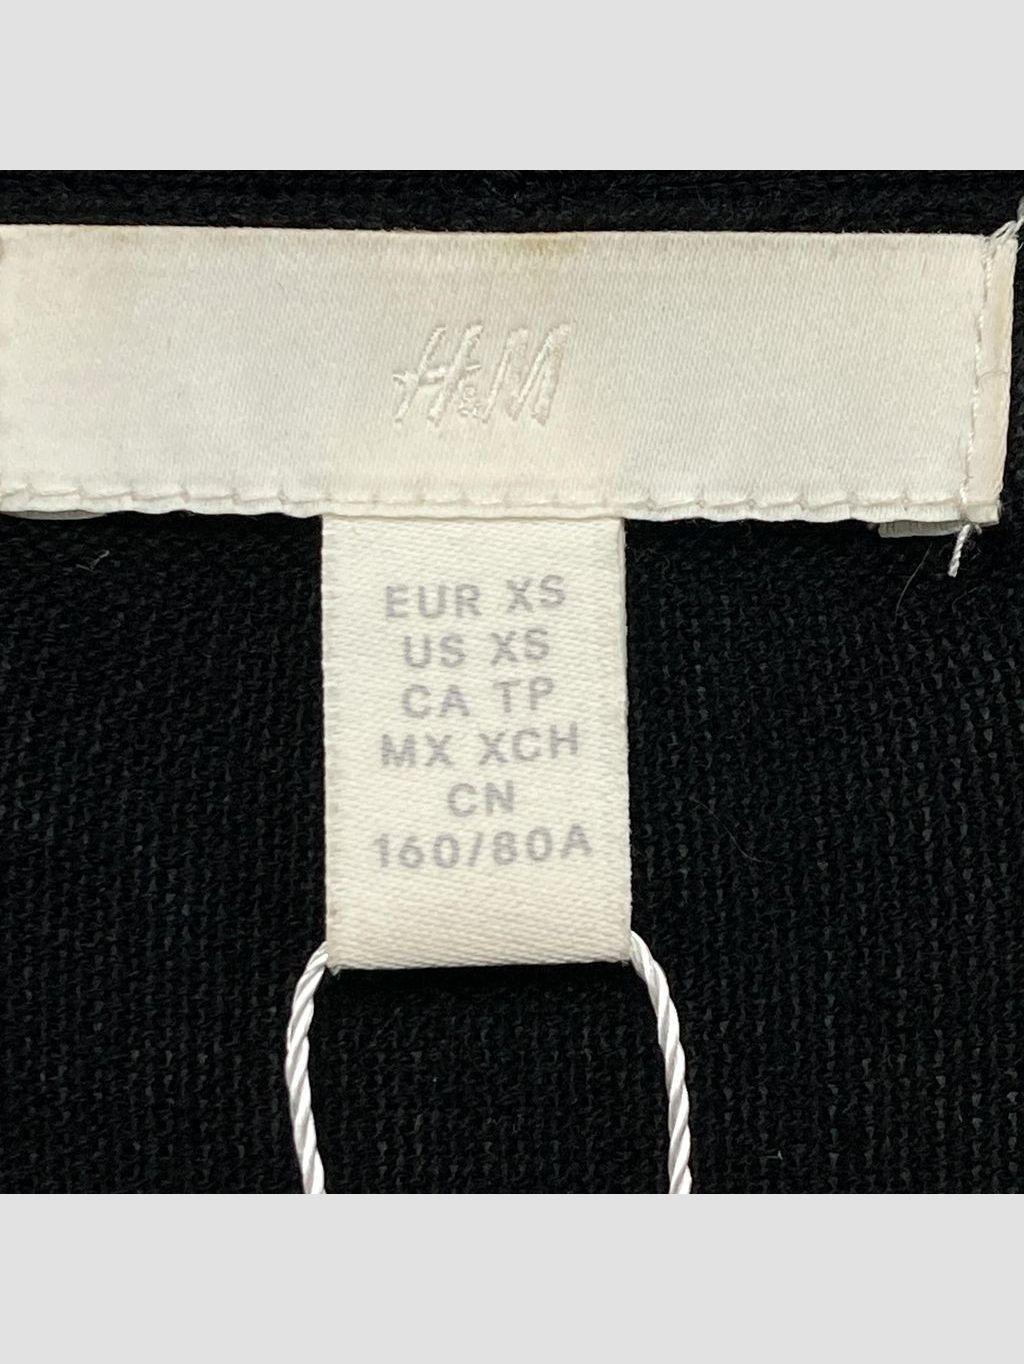 H&M
EUR XS
US XS
CA TP
MX XCH
CN
160/80A